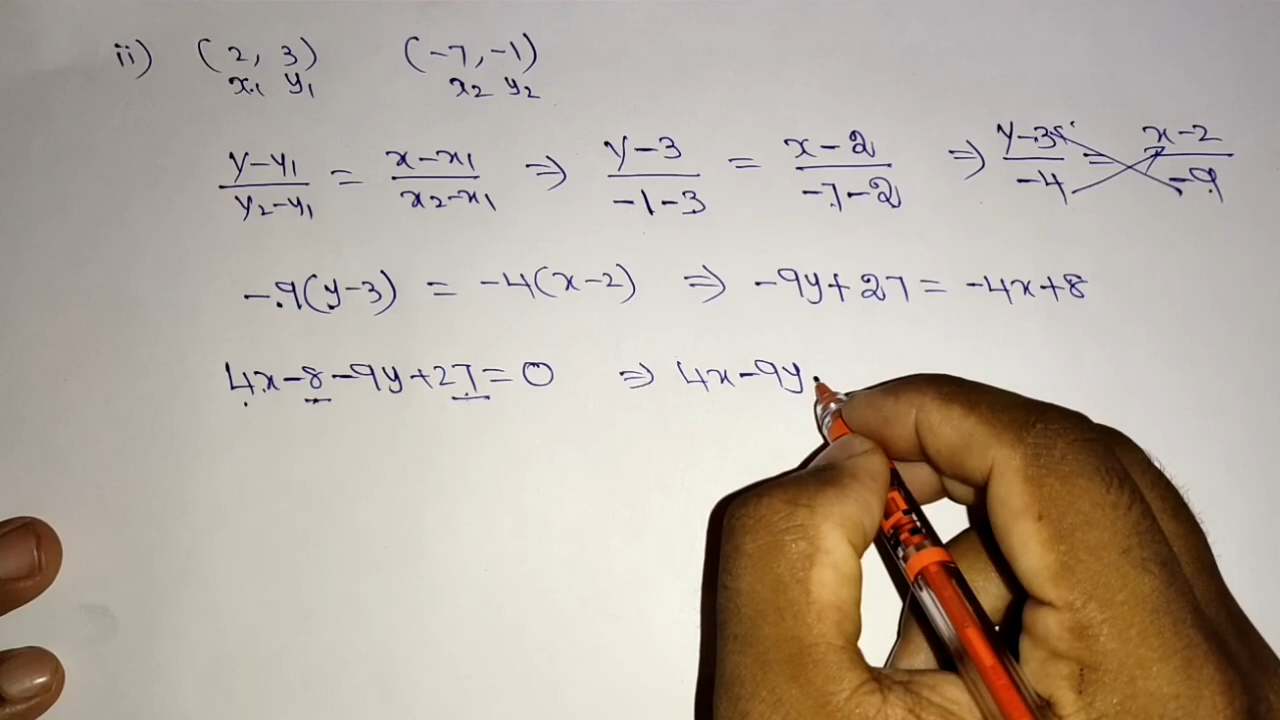 ii) (2, 3) (-7, -1)
x1 y1 x2 y2
y-y1/y2-y1 = x-x1/x2-x1 ⇒ y-3/-1-3 = x-2/-7-2 ⇒ y-3/-4 = x-2/-9
-9(y-3) = -4(x-2) ⇒ -9y+27 = -4x+8
4x-8-9y+27=0 ⇒ 4x-9y